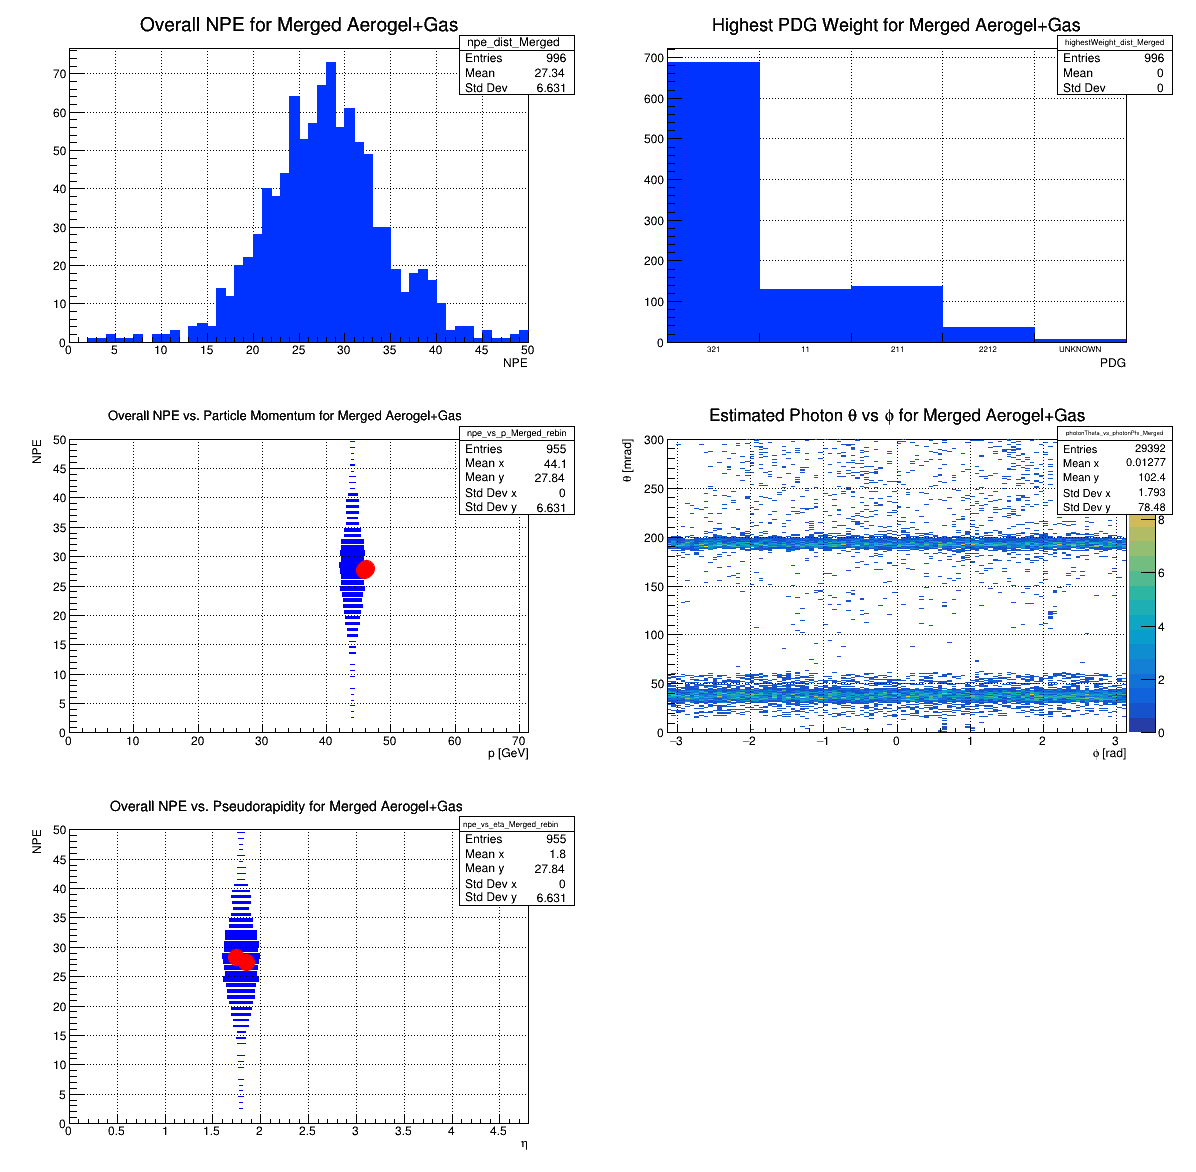 Overall NPE for Merged Aerogel+Gas
npe_dist_Merged
Entries 996
Mean 27.34
Std Dev 6.631
70
60
50
40
30
20
10
0
0 5 10 15 20 25 30 35 40 45 50
NPE
Highest PDG Weight for Merged Aerogel+Gas
highestWeight_dist_Merged
Entries 996
Mean 0
Std Dev 0
700
600
500
400
300
200
100
0
321 11 211 2212 UNKNOWN
PDG
Overall NPE vs. Particle Momentum for Merged Aerogel+Gas
npe_vs_p_Merged_rebin
Entries 955
Mean x 44.1
Mean y 27.84
Std Dev x 0
Std Dev y 6.631
NPE
50
45
40
35
30
25
20
15
10
5
0
0 10 20 30 40 50 60 70
p [GeV]
Estimated Photon θ vs ϕ for Merged Aerogel+Gas
photonTheta_vs_photonPhi_Merged
Entries 29392
Mean x 0.01277
Mean y 102.4
Std Dev x 1.793
Std Dev y 78.48
θ [mrad]
300
250
200
150
100
50
0
−3 −2 −1 0 1 2 3
ϕ [rad]
8
6
4
2
0
Overall NPE vs. Pseudorapidity for Merged Aerogel+Gas
npe_vs_eta_Merged_rebin
Entries 955
Mean x 1.8
Mean y 27.84
Std Dev x 0
Std Dev y 6.631
NPE
50
45
40
35
30
25
20
15
10
5
0
0 0.5 1 1.5 2 2.5 3 3.5 4 4.5
η